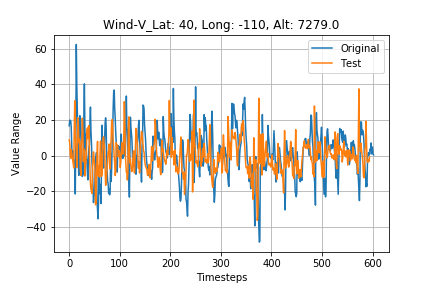 Wind-V_Lat: 40, Long: -110, Alt: 7279.0
Original
Test
60
40
20
0
−20
−40
Value Range
0 100 200 300 400 500 600
Timesteps